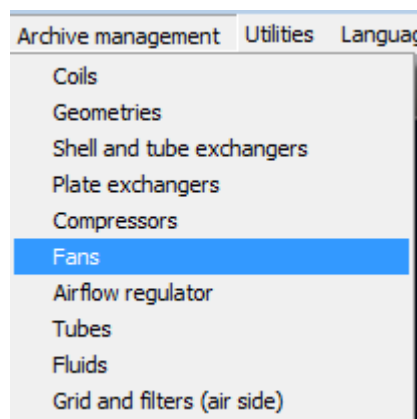 Archive management Utilities
Coils
Geometries
Shell and tube exchangers
Plate exchangers
Compressors
Fans
Airflow regulator
Tubes
Fluids
Grid and filters (air side)